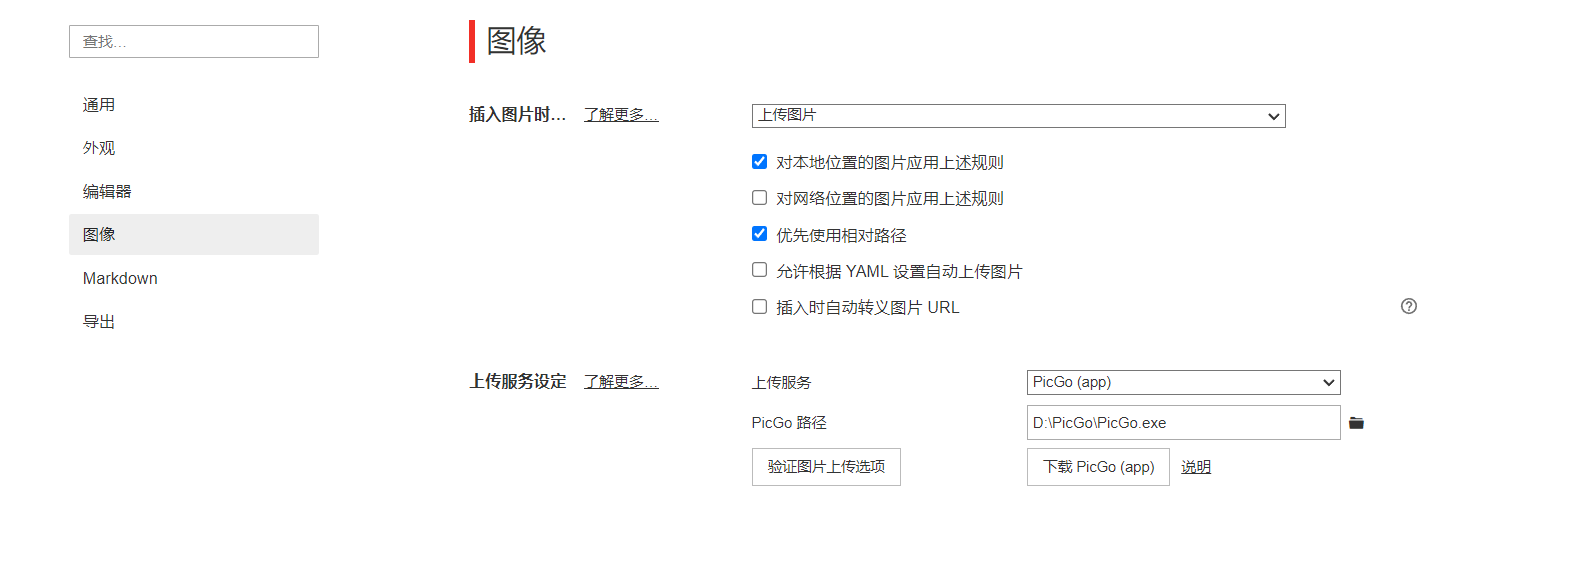 查找...
通用
外观
编辑器
图像
Markdown
导出
图像
插入图片时... 了解更多... 上传图片
对本地位置的图片应用上述规则
对网络位置的图片应用上述规则
优先使用相对路径
允许根据 YAML 设置自动上传图片
插入时自动转义图片 URL
上传服务设定 了解更多... 上传服务 PicGo (app)
PicGo 路径 D:\PicGo\PicGo.exe
验证图片上传选项 下载 PicGo (app) 说明